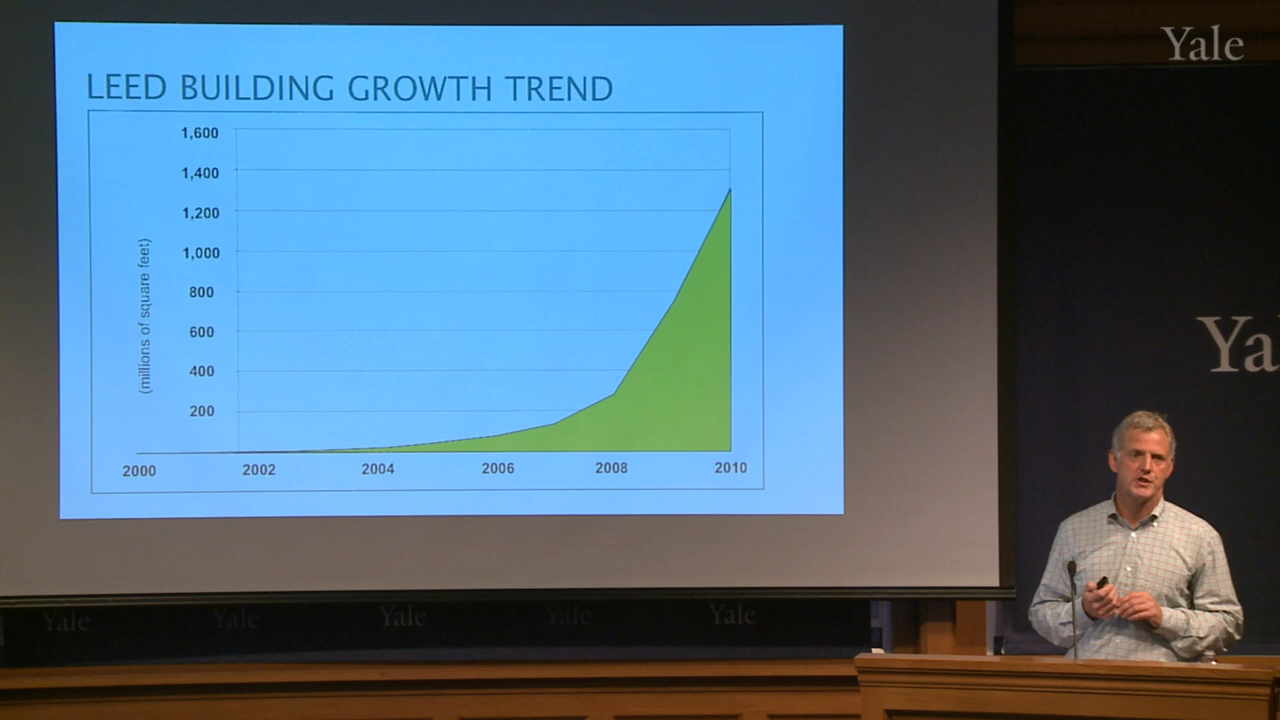 Yale
LEED BUILDING GROWTH TREND
1,600
1,400
1,200
1,000
800
600
400
200
(millions of square feet)
2000 2002 2004 2006 2008 2010
Ya
Yale Yale Yale Yale Yale